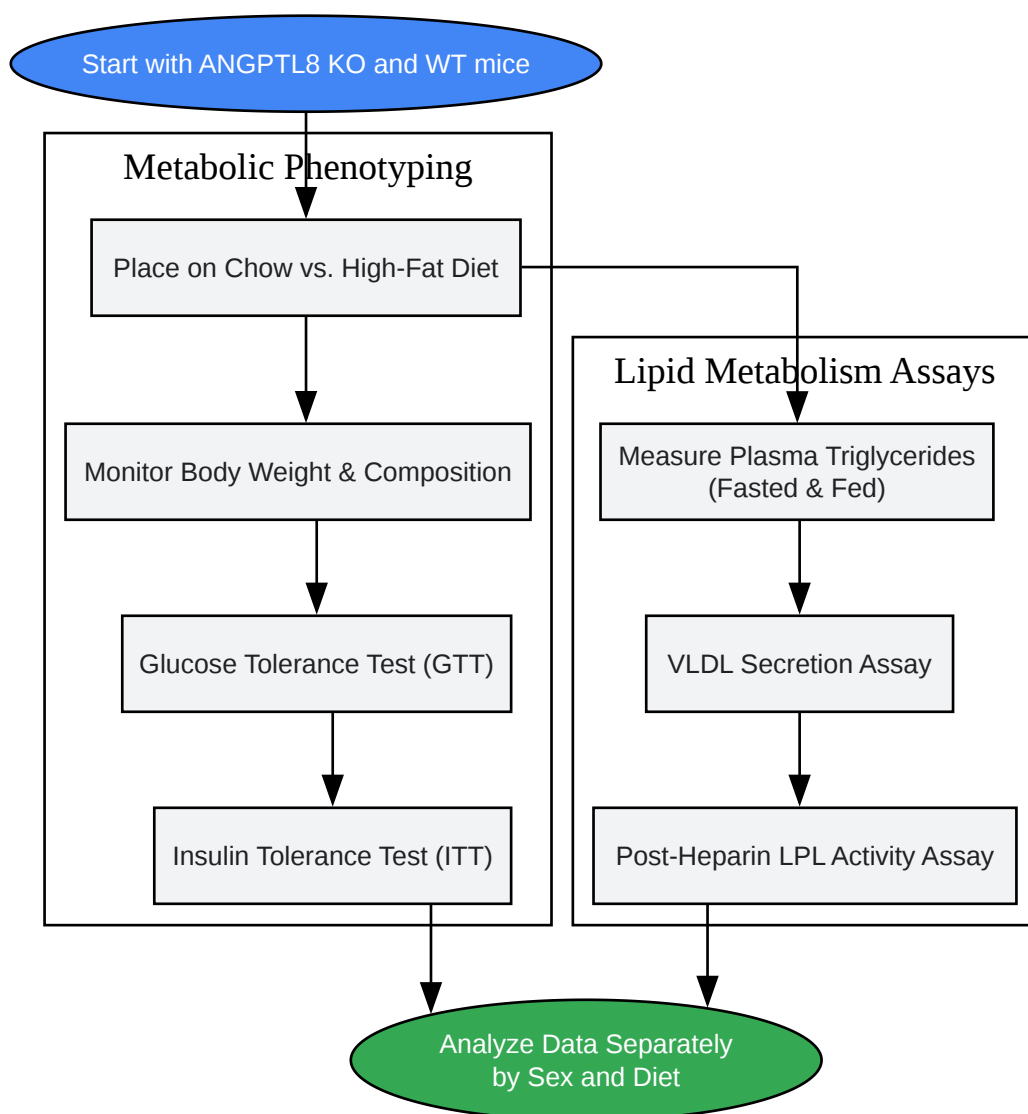 Start with ANGPTL8 KO and WT mice
Metabolic Phenotyping
Place on Chow vs. High-Fat Diet
Monitor Body Weight & Composition
Glucose Tolerance Test (GTT)
Insulin Tolerance Test (ITT)
Lipid Metabolism Assays
Measure Plasma Triglycerides
(Fasted & Fed)
VLDL Secretion Assay
Post-Heparin LPL Activity Assay
Analyze Data Separately
by Sex and Diet